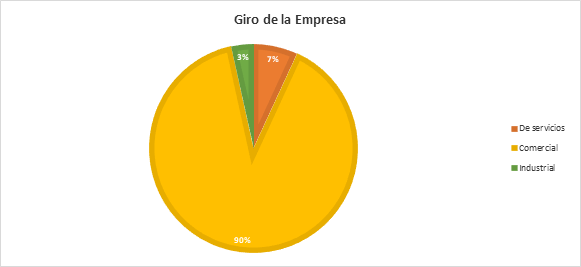 Giro de la Empresa
3%
7%
De servicios
Comercial
Industrial
90%